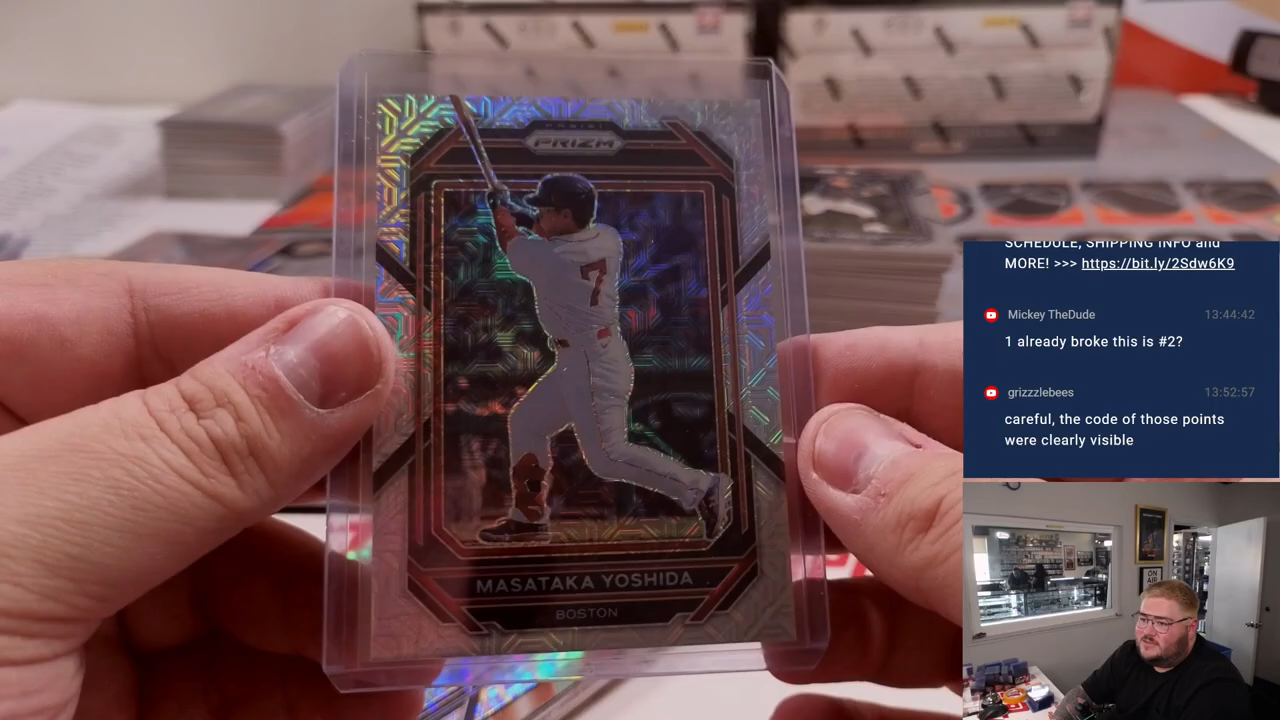 PANINI
PRIZM
7
MASATAKA YOSHIDA
BOSTON
SCHEDULE, SHIPPING INFO and
MORE! >>> https://bit.ly/2Sdw6K9
Mickey TheDude 13:44:42
1 already broke this is #2?
grizzzlebees 13:52:57
careful, the code of those points
were clearly visible
ON
AIR